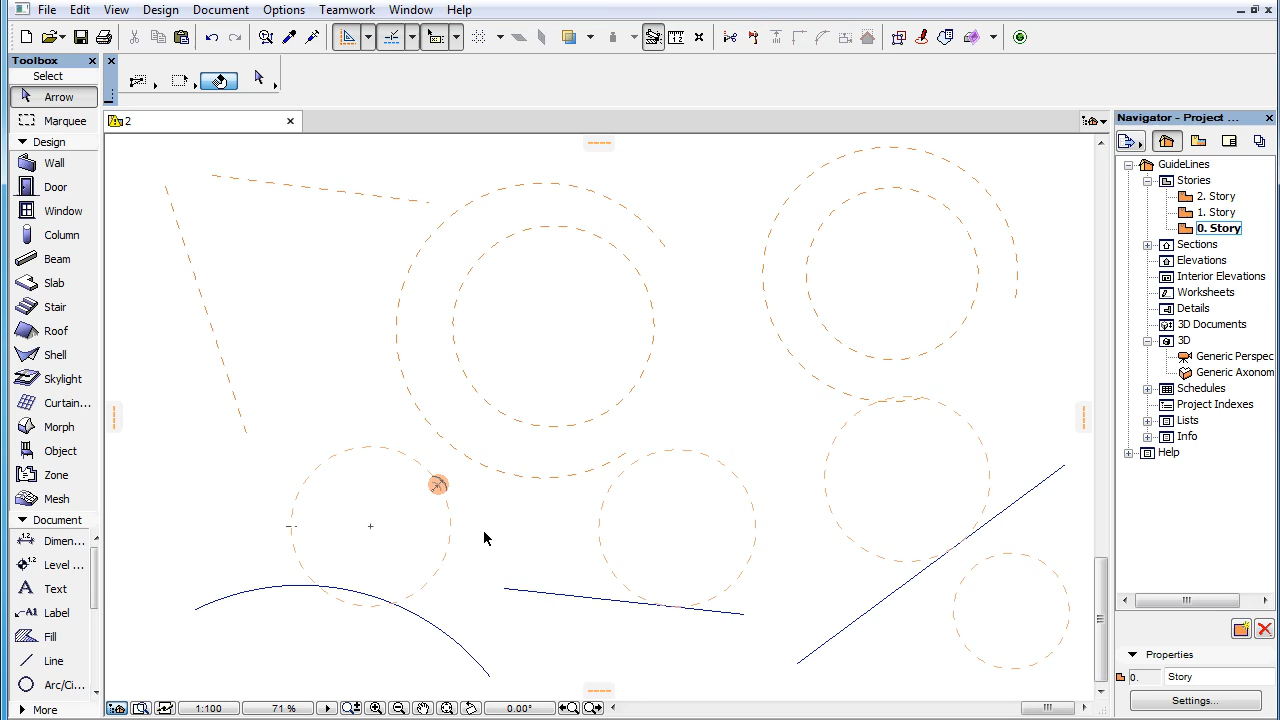 File Edit View Design Document Options Teamwork Window Help
Toolbox
Select
Arrow
Marquee
Design
Wall
Door
Window
Column
Beam
Slab
Stair
Roof
Shell
Skylight
Curtain...
Morph
Object
Zone
Mesh
Document
Dimen...
Level ...
Text
Label
Fill
Line
Arc/Ci...
More
2
1:100
71 %
0.00°
Navigator - Project ...
GuideLines
Stories
2. Story
1. Story
0. Story
Sections
Elevations
Interior Elevations
Worksheets
Details
3D Documents
3D
Generic Perspec
Generic Axonom
Schedules
Project Indexes
Lists
Info
Help
Properties
0. Story
Settings...